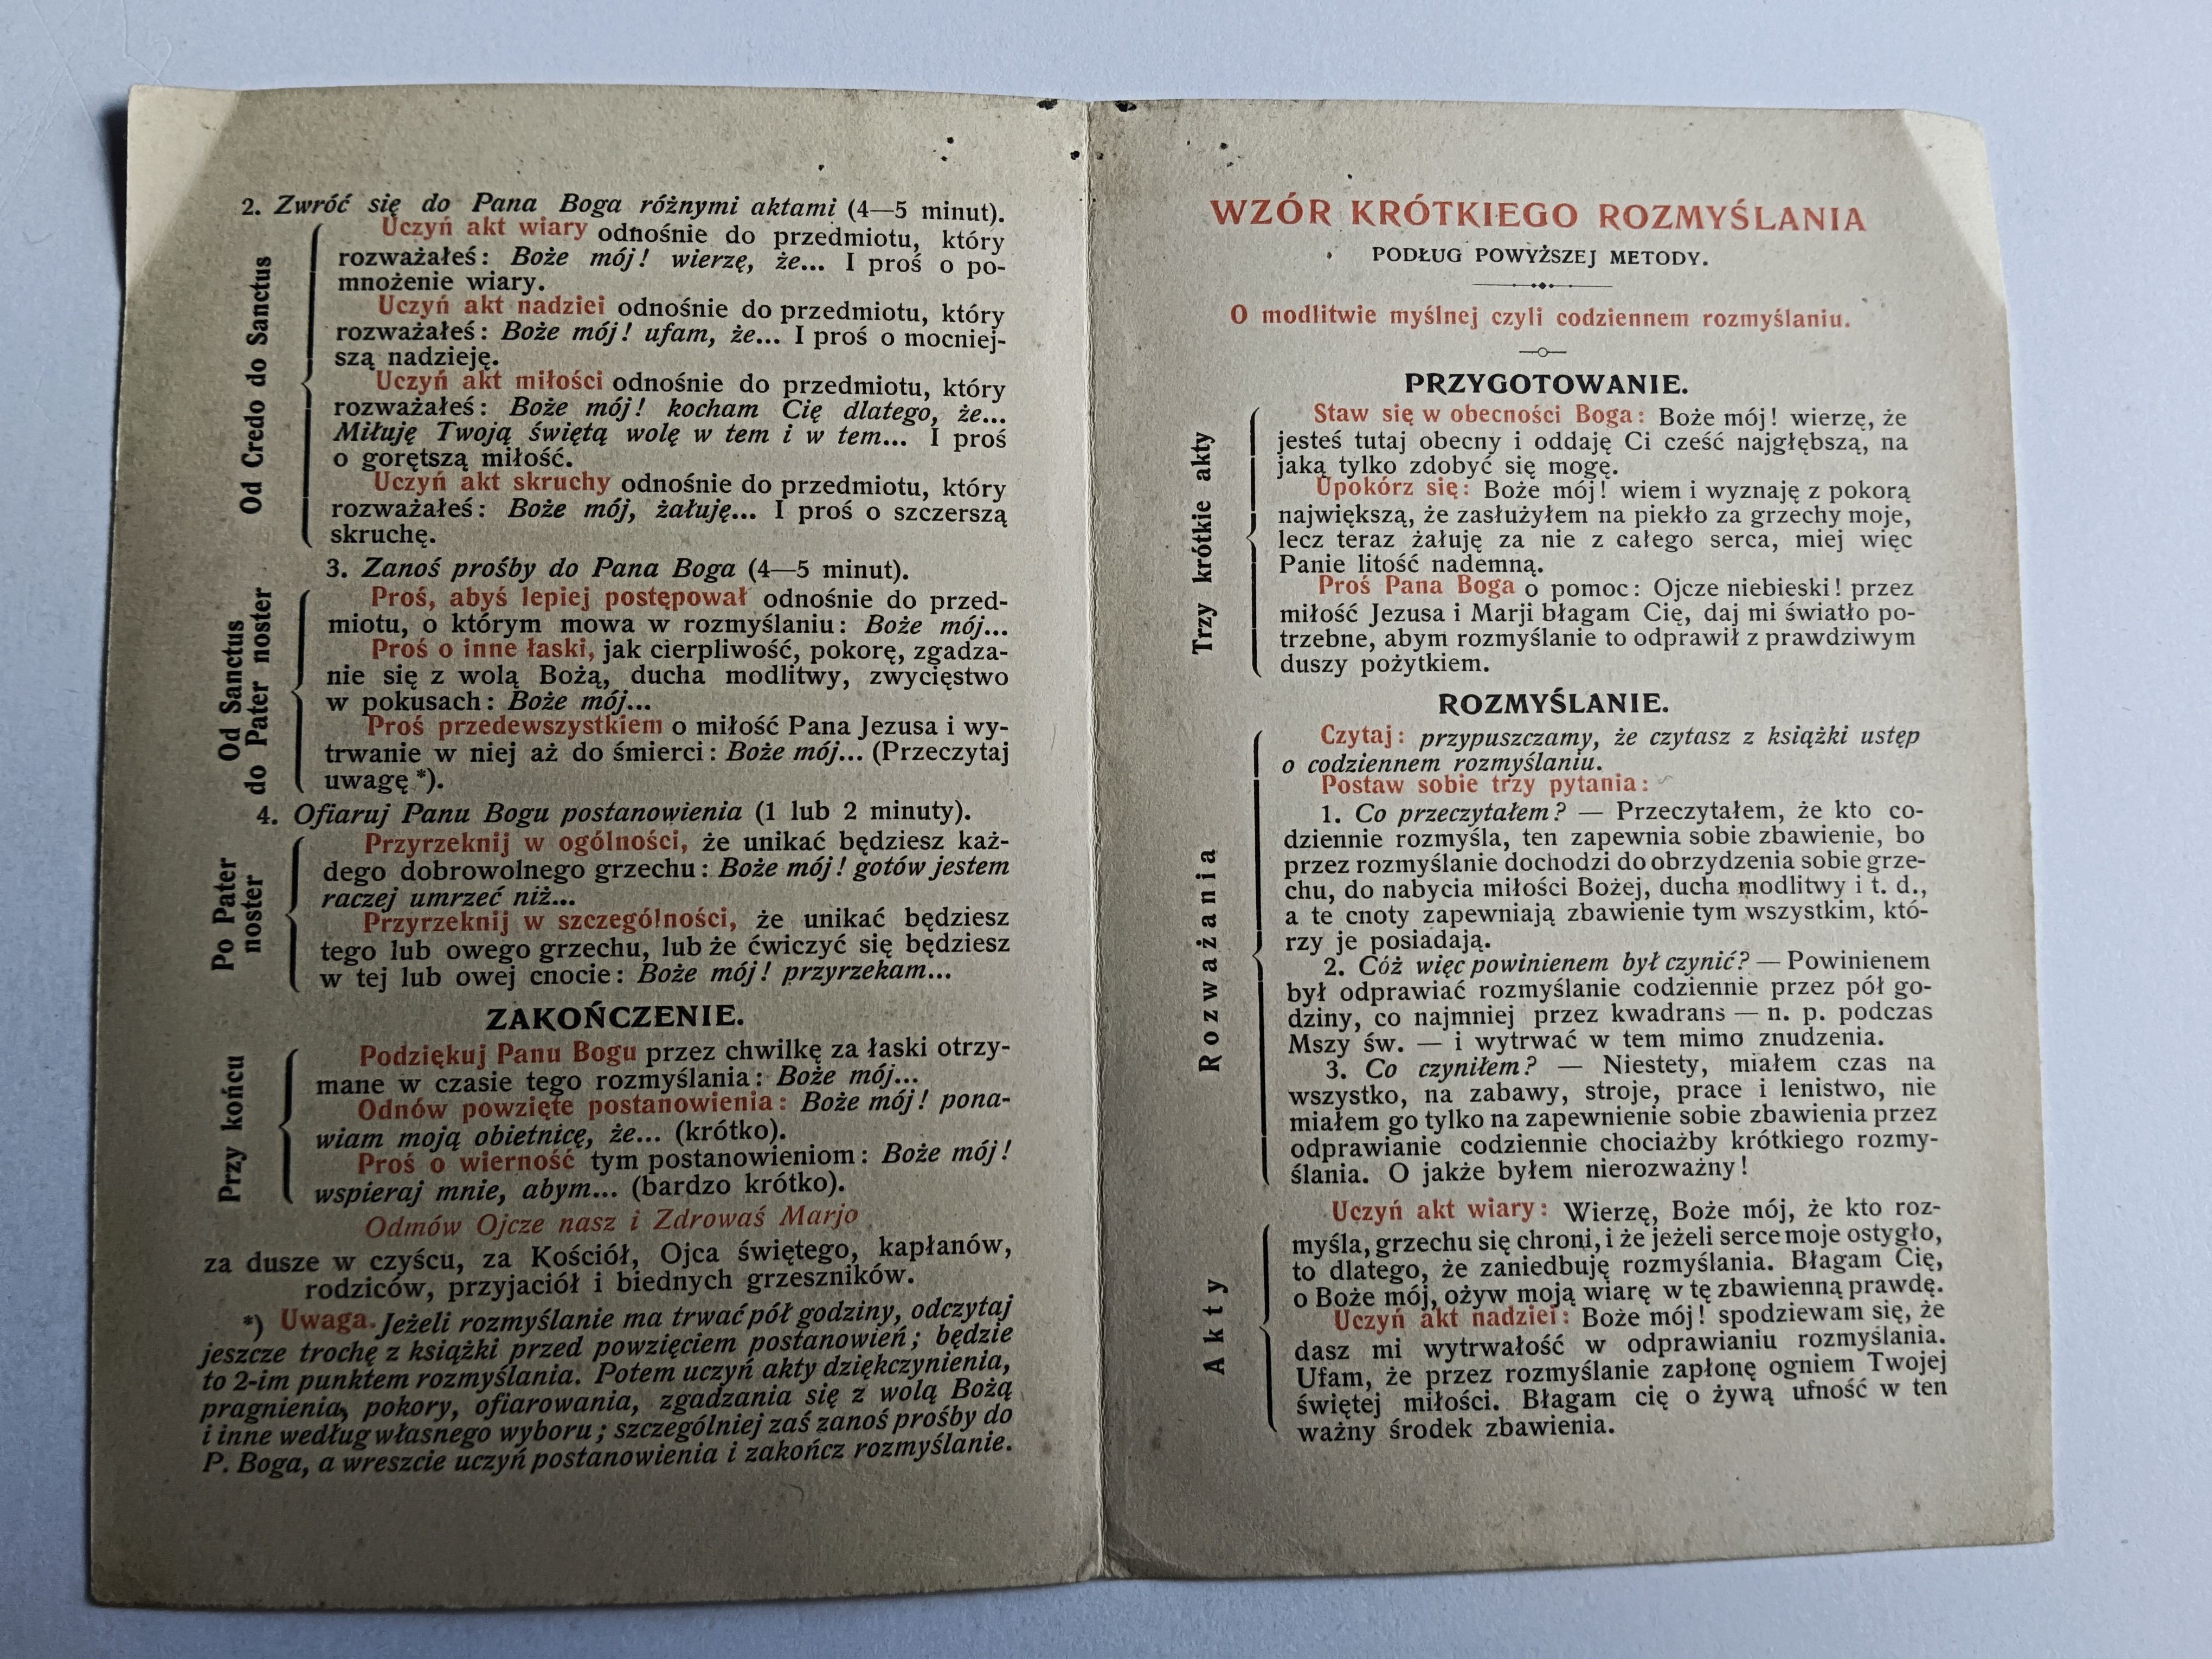 2. Zwróć się do Pana Boga różnymi aktami (4—5 minut).
Od Credo do Sanctus
Uczyń akt wiary odnośnie do przedmiotu, który
rozważałeś: Boże mój! wierzę, że... I proś o po-
mnożenie wiary.
Uczyń akt nadziei odnośnie do przedmiotu, który
rozważałeś: Boże mój! ufam, że... I proś o mocniej-
szą nadzieję.
Uczyń akt miłości odnośnie do przedmiotu, który
rozważałeś: Boże mój! kocham Cię dlatego, że...
Miłuję Twoją świętą wolę w tem i w tem... I proś
o gorętszą miłość.
Uczyń akt skruchy odnośnie do przedmiotu, który
rozważałeś: Boże mój, żałuję... I proś o szczerszą
skruchę.
3. Zanoś prośby do Pana Boga (4—5 minut).
Od Sanctus
do Pater noster
Proś, abyś lepiej postępował odnośnie do przed-
miotu, o którym mowa w rozmyślaniu: Boże mój...
Proś o inne łaski, jak cierpliwość, pokorę, zgadza-
nie się z wolą Bożą, ducha modlitwy, zwycięstwo
w pokusach: Boże mój...
Proś przedewszystkiem o miłość Pana Jezusa i wy-
trwanie w niej aż do śmierci: Boże mój... (Przeczytaj
uwagę *).
4. Ofiaruj Panu Bogu postanowienia (1 lub 2 minuty).
Po Pater
noster
Przyrzeknij w ogólności, że unikać będziesz każ-
dego dobrowolnego grzechu: Boże mój! gotów jestem
raczej umrzeć niż...
Przyrzeknij w szczególności, że unikać będziesz
tego lub owego grzechu, lub że ćwiczyć się będziesz
w tej lub owej cnocie: Boże mój! przyrzekam...
ZAKOŃCZENIE.
Przy końcu
Podziękuj Panu Bogu przez chwilkę za łaski otrzy-
mane w czasie tego rozmyślania: Boże mój...
Odnów powzięte postanowienia: Boże mój! pona-
wiam moją obietnicę, że... (krótko).
Proś o wierność tym postanowieniom: Boże mój!
wspieraj mnie, abym... (bardzo krótko).
Odmów Ojcze nasz i Zdrowaś Marjo
za dusze w czyścu, za Kościół, Ojca świętego, kapłanów,
rodziców, przyjaciół i biednych grzeszników.
*) Uwaga. Jeżeli rozmyślanie ma trwać pół godziny, odczytaj
jeszcze trochę z książki przed powzięciem postanowień; będzie
to 2-im punktem rozmyślania. Potem uczyń akty dziękczynienia,
pragnienia, pokory, ofiarowania, zgadzania się z wolą Bożą
i inne według własnego wyboru; szczególniej zaś zanoś prośby do
P. Boga, a wreszcie uczyń postanowienia i zakończ rozmyślanie.
WZÓR KRÓTKIEGO ROZMYŚLANIA
PODŁUG POWYŻSZEJ METODY.
O modlitwie myślnej czyli codziennem rozmyślaniu.
PRZYGOTOWANIE.
Trzy krótkie akty
Staw się w obecności Boga: Boże mój! wierzę, że
jesteś tutaj obecny i oddaję Ci cześć najgłębszą, na
jaką tylko zdobyć się mogę.
Upokórz się: Boże mój! wiem i wyznaję z pokorą
największą, że zasłużyłem na piekło za grzechy moje,
lecz teraz żałuję za nie z całego serca, miej więc
Panie litość nademną.
Proś Pana Boga o pomoc: Ojcze niebieski! przez
miłość Jezusa i Marji błagam Cię, daj mi światło po-
trzebne, abym rozmyślanie to odprawił z prawdziwym
duszy pożytkiem.
ROZMYŚLANIE.
Rozważania
Czytaj: przypuszczamy, że czytasz z książki ustęp
o codziennem rozmyślaniu.
Postaw sobie trzy pytania:
1. Co przeczytałem? — Przeczytałem, że kto co-
dziennie rozmyśla, ten zapewnia sobie zbawienie, bo
przez rozmyślanie dochodzi do obrzydzenia sobie grze-
chu, do nabycia miłości Bożej, ducha modlitwy i t. d.,
a te cnoty zapewniają zbawienie tym wszystkim, któ-
rzy je posiadają.
2. Cóż więc powinienem był czynić? — Powinienem
był odprawiać rozmyślanie codziennie przez pół go-
dziny, co najmniej przez kwadrans — n. p. podczas
Mszy św. — i wytrwać w tem mimo znudzenia.
3. Co czyniłem? — Niestety, miałem czas na
wszystko, na zabawy, stroje, prace i lenistwo, nie
miałem go tylko na zapewnienie sobie zbawienia przez
odprawianie codziennie chociażby krótkiego rozmy-
ślania. O jakże byłem nierozważny!
Akty
Uczyń akt wiary: Wierzę, Boże mój, że kto roz-
myśla, grzechu się chroni, i że jeżeli serce moje ostygło,
to dlatego, że zaniedbuję rozmyślania. Błagam Cię,
o Boże mój, ożyw moją wiarę w tę zbawienną prawdę.
Uczyń akt nadziei: Boże mój! spodziewam się, że
dasz mi wytrwałość w odprawianiu rozmyślania.
Ufam, że przez rozmyślanie zapłonę ogniem Twojej
świętej miłości. Błagam cię o żywą ufność w ten
ważny środek zbawienia.